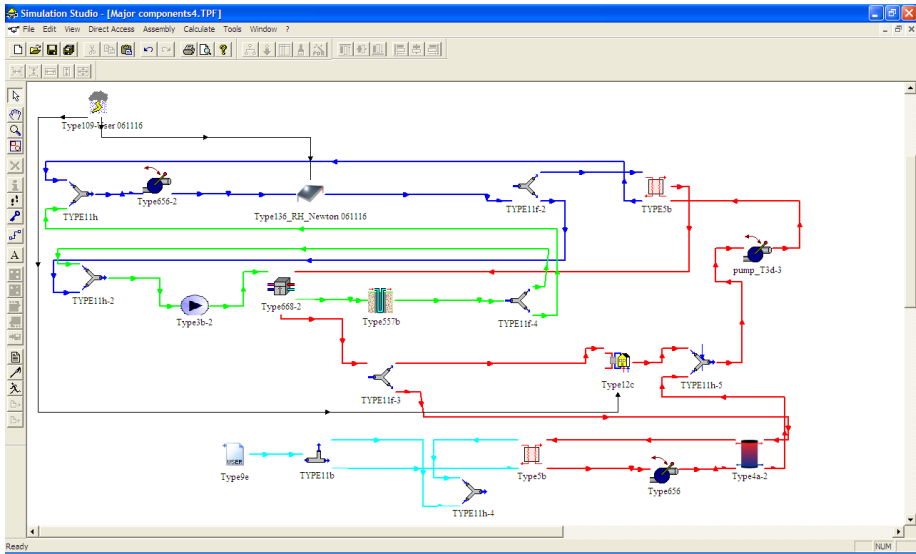 Simulation Studio - [Major components4.TPF]
File Edit View Direct Access Assembly Calculate Tools Window ?
Type109-User 061116
TYPE11h
Type656-2
Type136_RH_Newton 061116
TYPE11f-2
TYPE5b
pump_T3d-3
TYPE11h-2
Type3b-2
Type668-2
Type557b
TYPE11f-4
TYPE11f-3
Type12c
TYPE11h-5
USER
Type9e
TYPE11b
TYPE11h-4
Type5b
Type656
Type4a-2
A
Ready
NUM